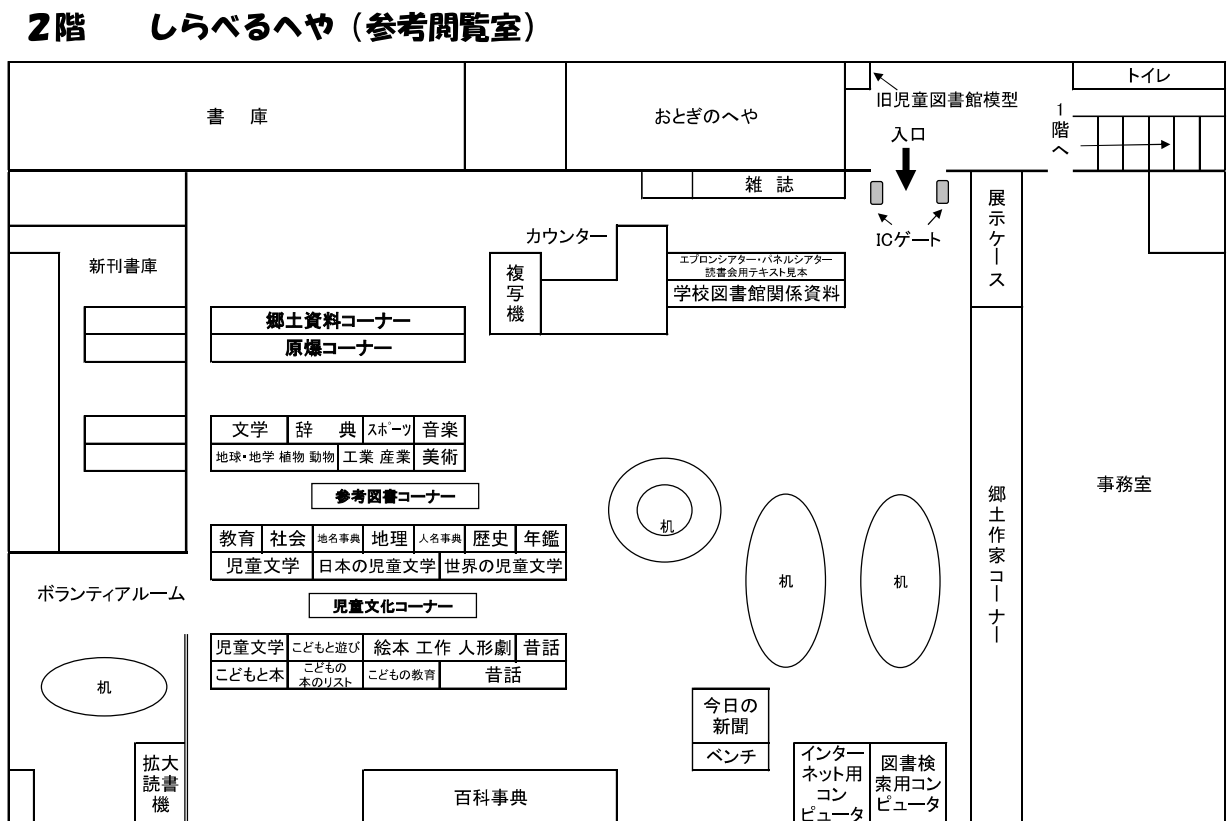 2階　しらべるへや（参考閲覧室）
書　庫
おとぎのへや
旧児童図書館模型
トイレ
1階へ
入口
雑　誌
ICゲート
展示ケース
カウンター
複写機
エプロンシアター・パネルシアター
読書会用テキスト見本
学校図書館関係資料
新刊書庫
郷土資料コーナー
原爆コーナー
文学　辞　典　スポーツ　音楽
地球・地学 植物 動物　工業 産業　美術
参考図書コーナー
教育　社会　地名事典　地理　人名事典　歴史　年鑑
児童文学　日本の児童文学　世界の児童文学
児童文化コーナー
児童文学　こどもと遊び　絵本 工作 人形劇　昔話
こどもと本　こどもの
本のリスト　こどもの教育　昔話
机
机
机
郷土作家コーナー
事務室
ボランティアルーム
机
拡大
読書
機
百科事典
今日の
新聞
ベンチ
インター
ネット用
コン
ピュータ
図書検
索用コン
ピュータ